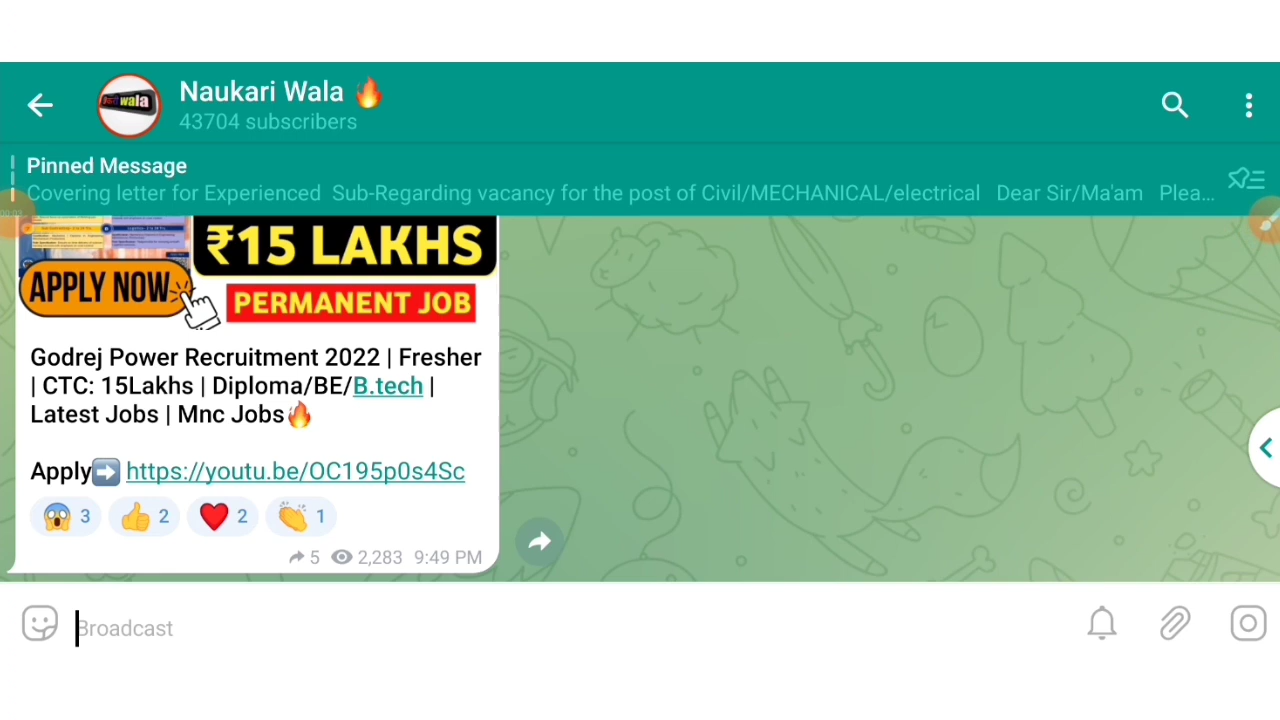 Naukari Wala 🔥
43704 subscribers
Pinned Message
Covering letter for Experienced Sub-Regarding vacancy for the post of Civil/MECHANICAL/electrical Dear Sir/Ma'am Plea...
00:03
wala
₹15 LAKHS
APPLY NOW
PERMANENT JOB
Godrej Power Recruitment 2022 | Fresher
| CTC: 15Lakhs | Diploma/BE/B.tech |
Latest Jobs | Mnc Jobs🔥
Apply➡️ https://youtu.be/OC195p0s4Sc
😱 3 👍 2 ❤️ 2 👏 1
5 2,283 9:49 PM
Broadcast